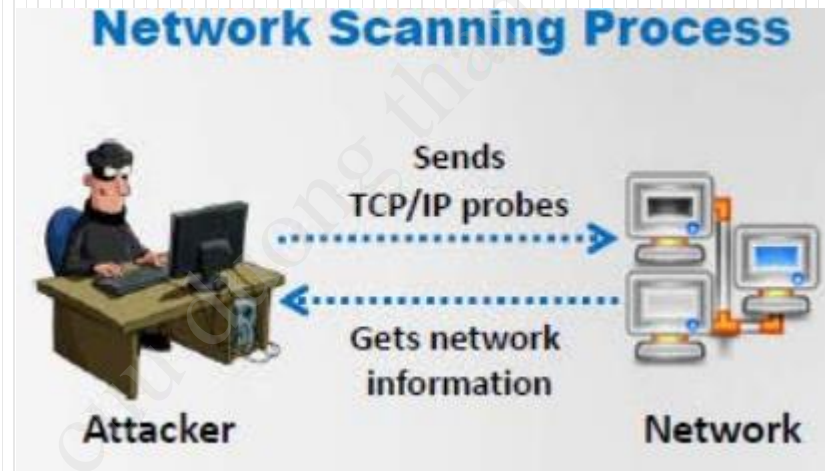 Network Scanning Process
Sends
TCP/IP probes
Gets network
information
Attacker
Network